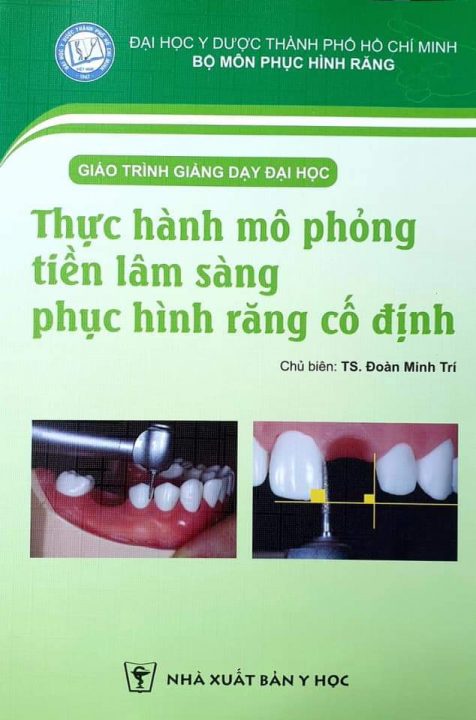 ĐẠI HỌC Y DƯỢC THÀNH PHỐ HỒ CHÍ MINH
BỘ MÔN PHỤC HÌNH RĂNG
GIÁO TRÌNH GIẢNG DẠY ĐẠI HỌC
Thực hành mô phỏng
tiền lâm sàng
phục hình răng cố định
Chủ biên: TS. Đoàn Minh Trí
NHÀ XUẤT BẢN Y HỌC